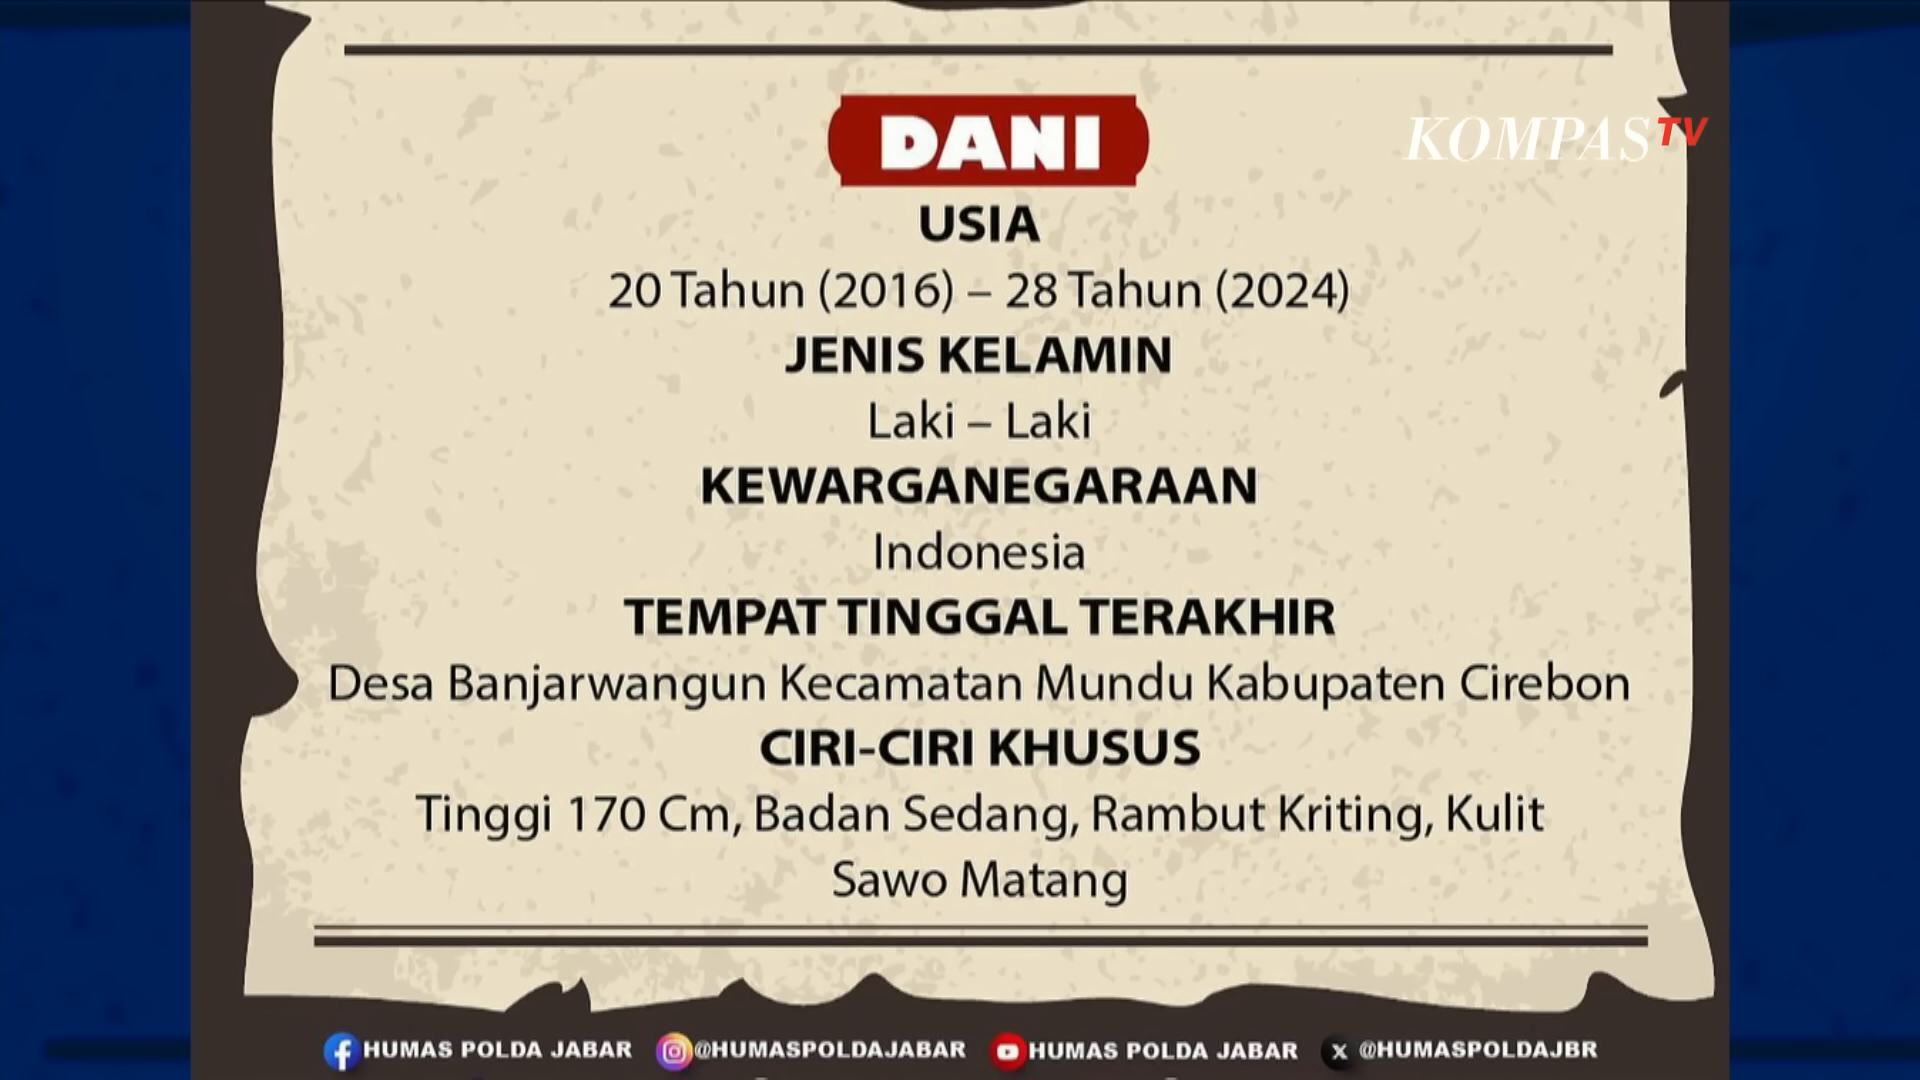 KOMPAS TV
DANI
USIA
20 Tahun (2016) – 28 Tahun (2024)
JENIS KELAMIN
Laki – Laki
KEWARGANEGARAAN
Indonesia
TEMPAT TINGGAL TERAKHIR
Desa Banjarwangun Kecamatan Mundu Kabupaten Cirebon
CIRI-CIRI KHUSUS
Tinggi 170 Cm, Badan Sedang, Rambut Kriting, Kulit
Sawo Matang
HUMAS POLDA JABAR @HUMASPOLDAJABAR HUMAS POLDA JABAR @HUMASPOLDAJBR